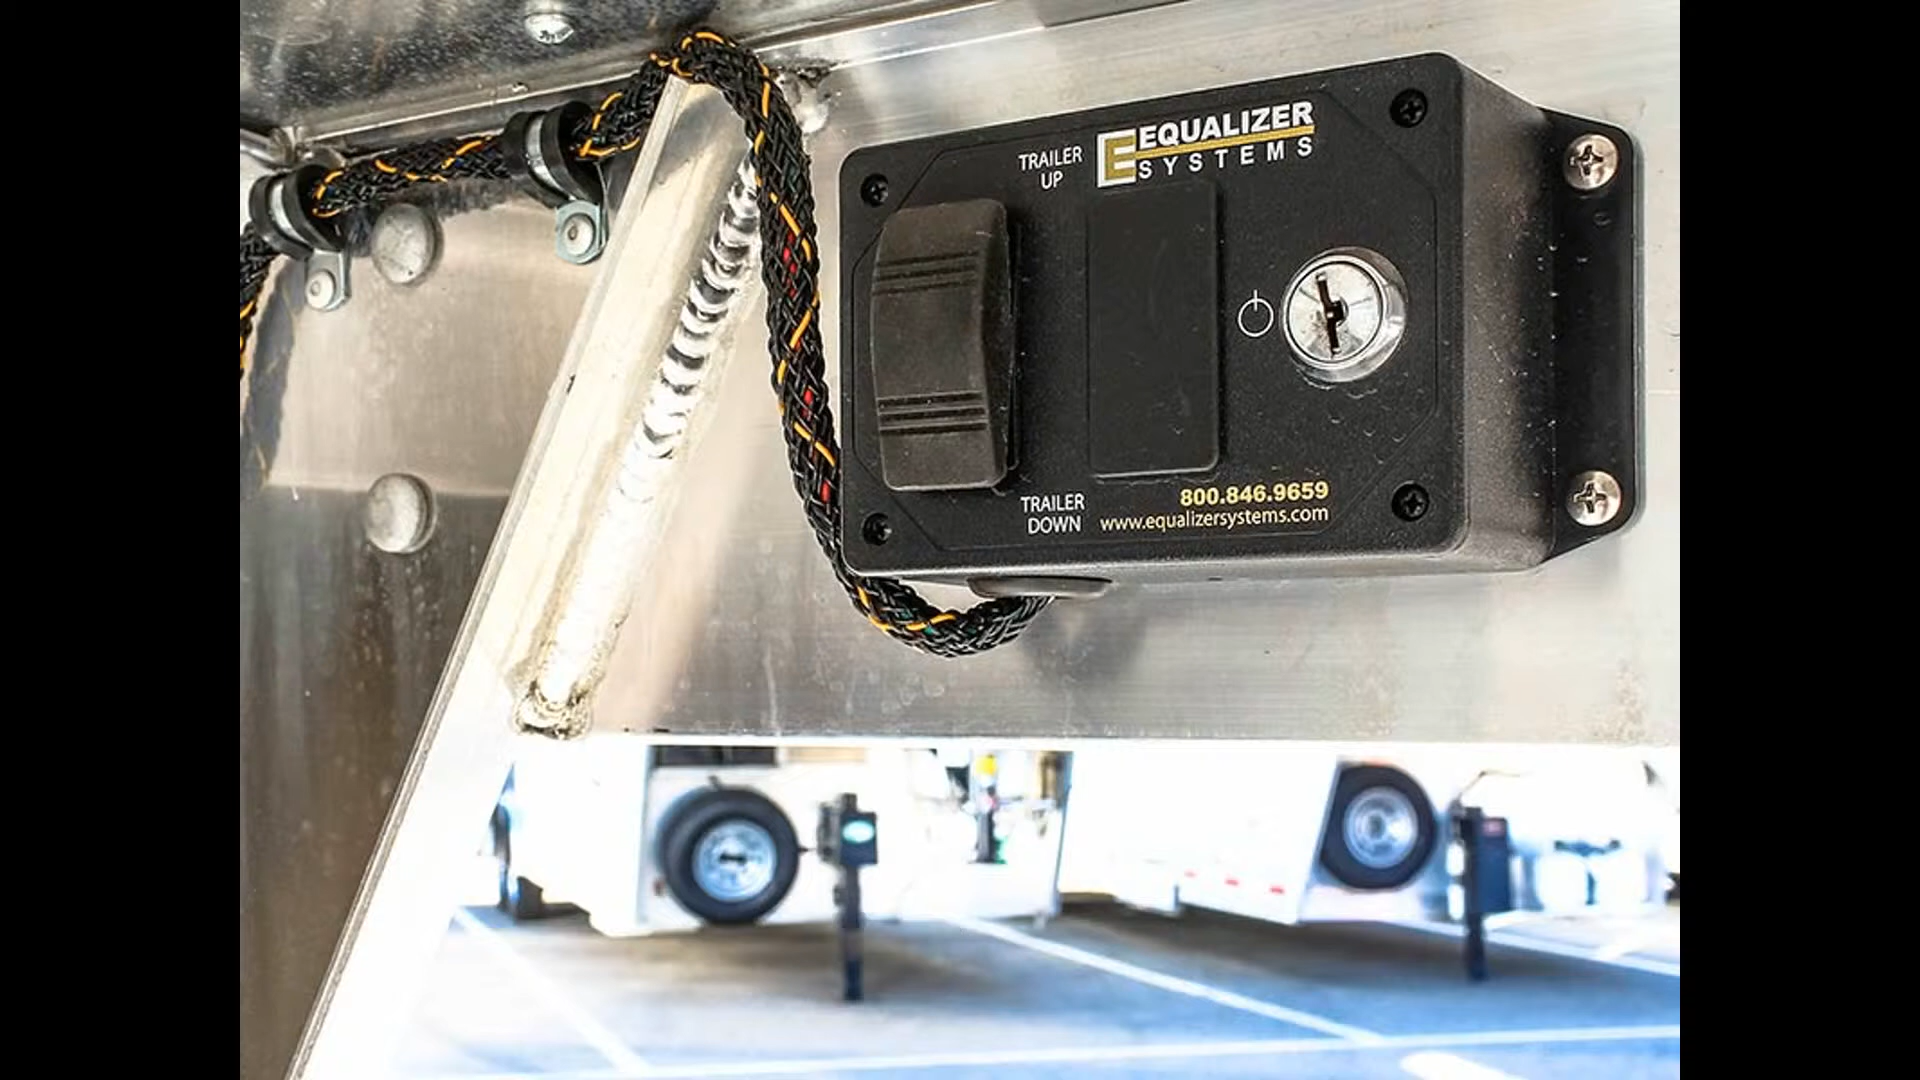 TRAILER
UP
EQUALIZER
SYSTEMS
TRAILER
DOWN
800.846.9659
www.equalizersystems.com